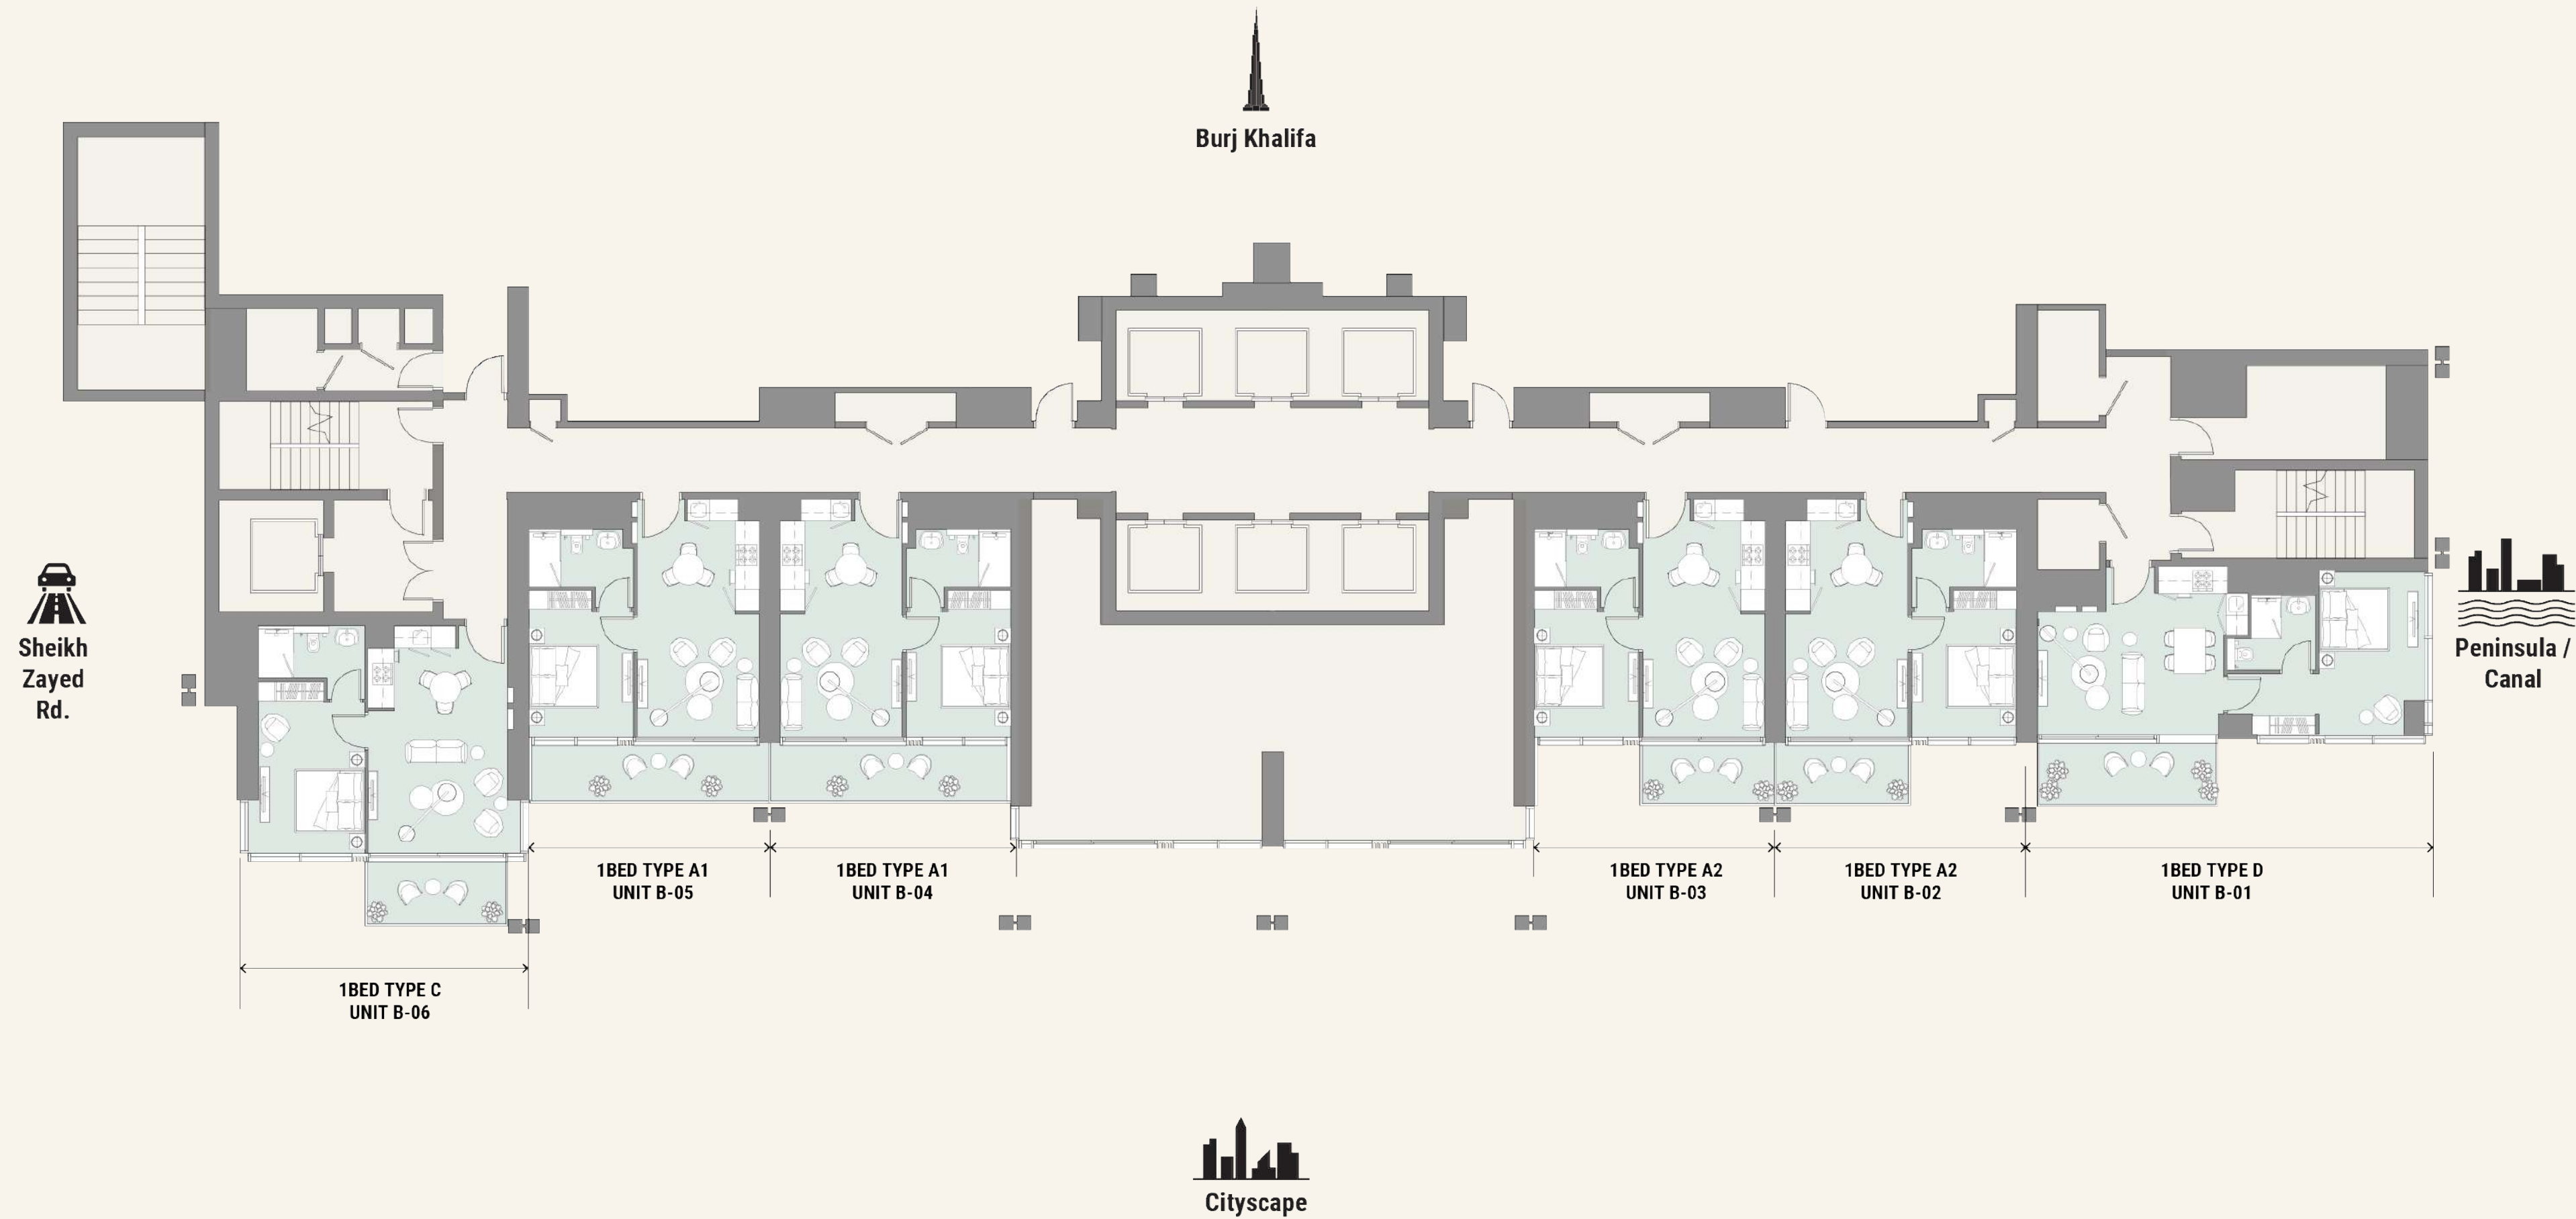 Burj Khalifa
Sheikh
Zayed
Rd.
Peninsula /
Canal
1BED TYPE A1
UNIT B-05
1BED TYPE A1
UNIT B-04
1BED TYPE A2
UNIT B-03
1BED TYPE A2
UNIT B-02
1BED TYPE D
UNIT B-01
1BED TYPE C
UNIT B-06
Cityscape